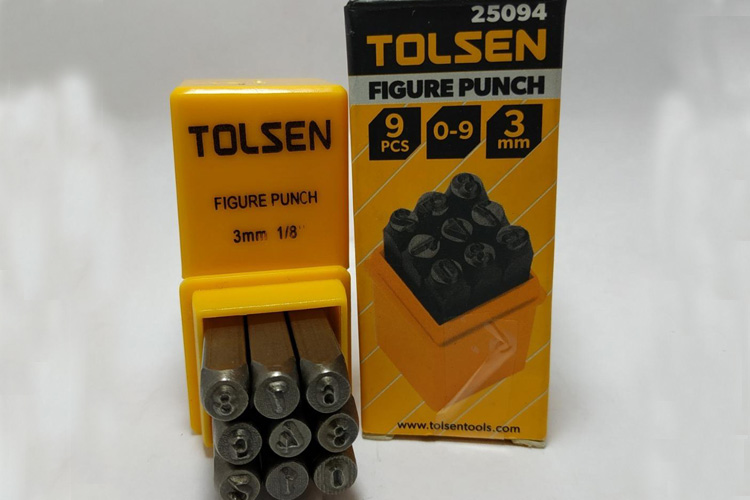 TOLSEN
FIGURE PUNCH
3mm 1/8"
25094
TOLSEN
FIGURE PUNCH
9 PCS
0-9
3 mm
www.tolsentools.com